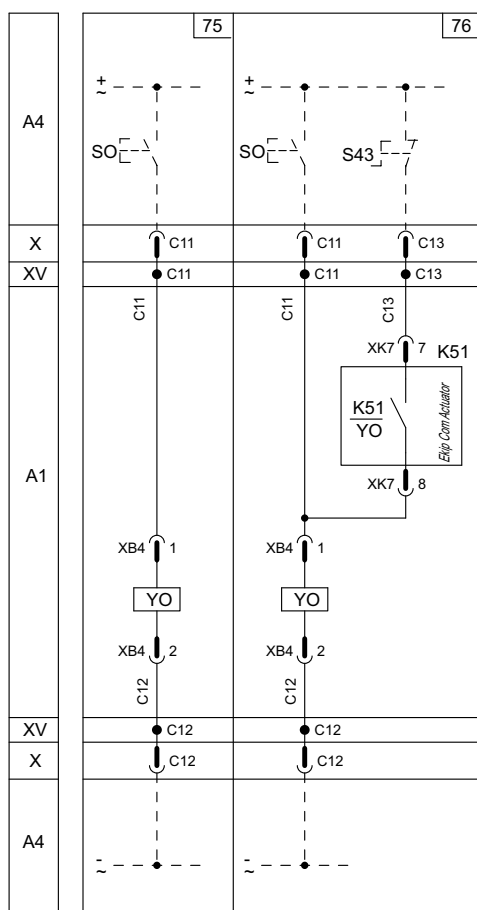 75 76
A4
+ +
~ ~
SO SO S43
X C11 C11 C13
XV C11 C11 C13
C11 C11 C13
XK7 7 K51
K51
YO
Ekip Com Actuator
A1
XK7 8
XB4 1 XB4 1
YO YO
XB4 2 XB4 2
C12 C12
XV C12 C12
X C12 C12
A4
- -
~ ~